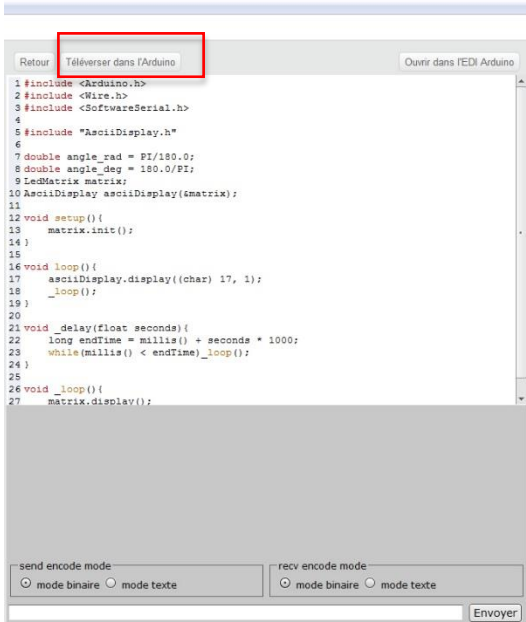 Retour Téléverser dans l'Arduino Ouvrir dans l'EDI Arduino
1 #include <Arduino.h>
2 #include <Wire.h>
3 #include <SoftwareSerial.h>
4
5 #include "AsciiDisplay.h"
6
7 double angle_rad = PI/180.0;
8 double angle_deg = 180.0/PI;
9 LedMatrix matrix;
10 AsciiDisplay asciiDisplay(&matrix);
11
12 void setup(){
13     matrix.init();
14 }
15
16 void loop(){
17     asciiDisplay.display((char) 17, 1);
18     _loop();
19 }
20
21 void _delay(float seconds){
22     long endTime = millis() + seconds * 1000;
23     while(millis() < endTime)_loop();
24 }
25
26 void _loop(){
27     matrix.display();
send encode mode recv encode mode
mode binaire mode texte mode binaire mode texte
Envoyer